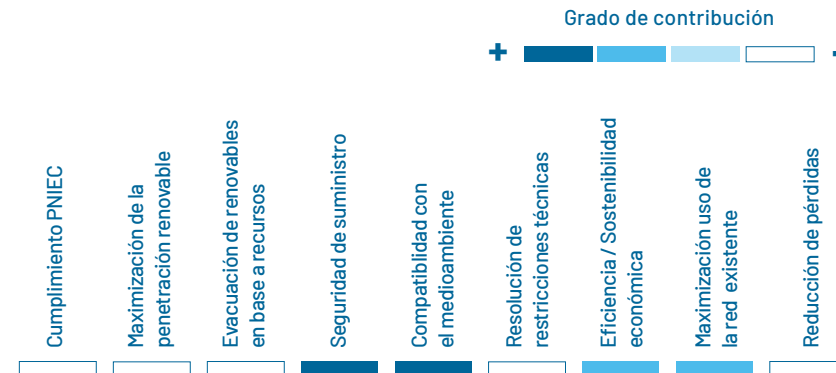 Grado de contribución
+ -
Cumplimiento PNIEC
Maximización de la
penetración renovable
Evacuación de renovables
en base a recursos
Seguridad de suministro
Compatiblidad con
el medioambiente
Resolución de
restricciones técnicas
Eficiencia / Sostenibilidad
económica
Maximización uso de
la red existente
Reducción de pérdidas